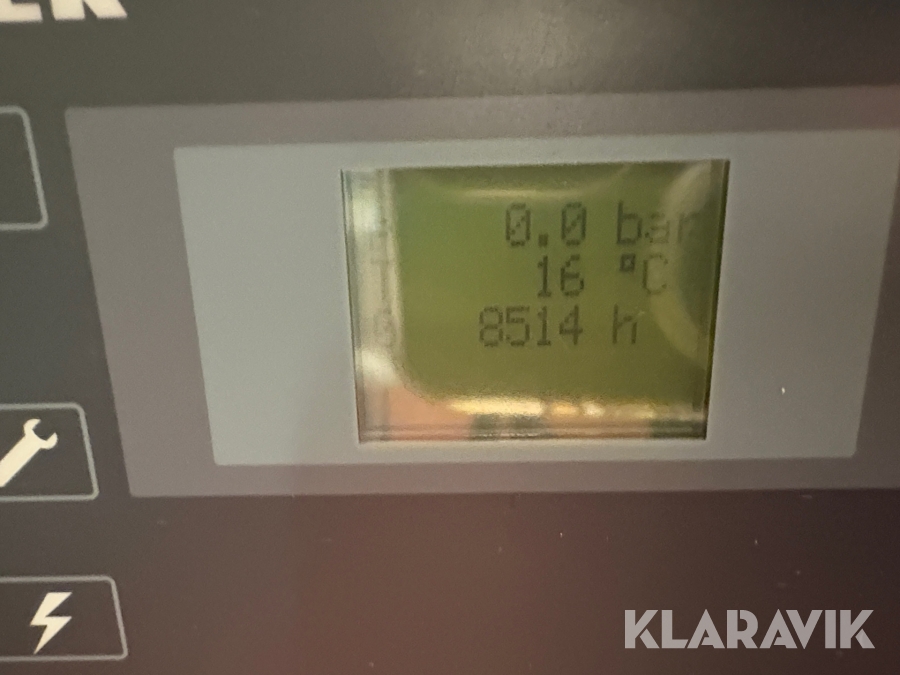 0.0 bar
16 °C
8514 h
KLARAVIK